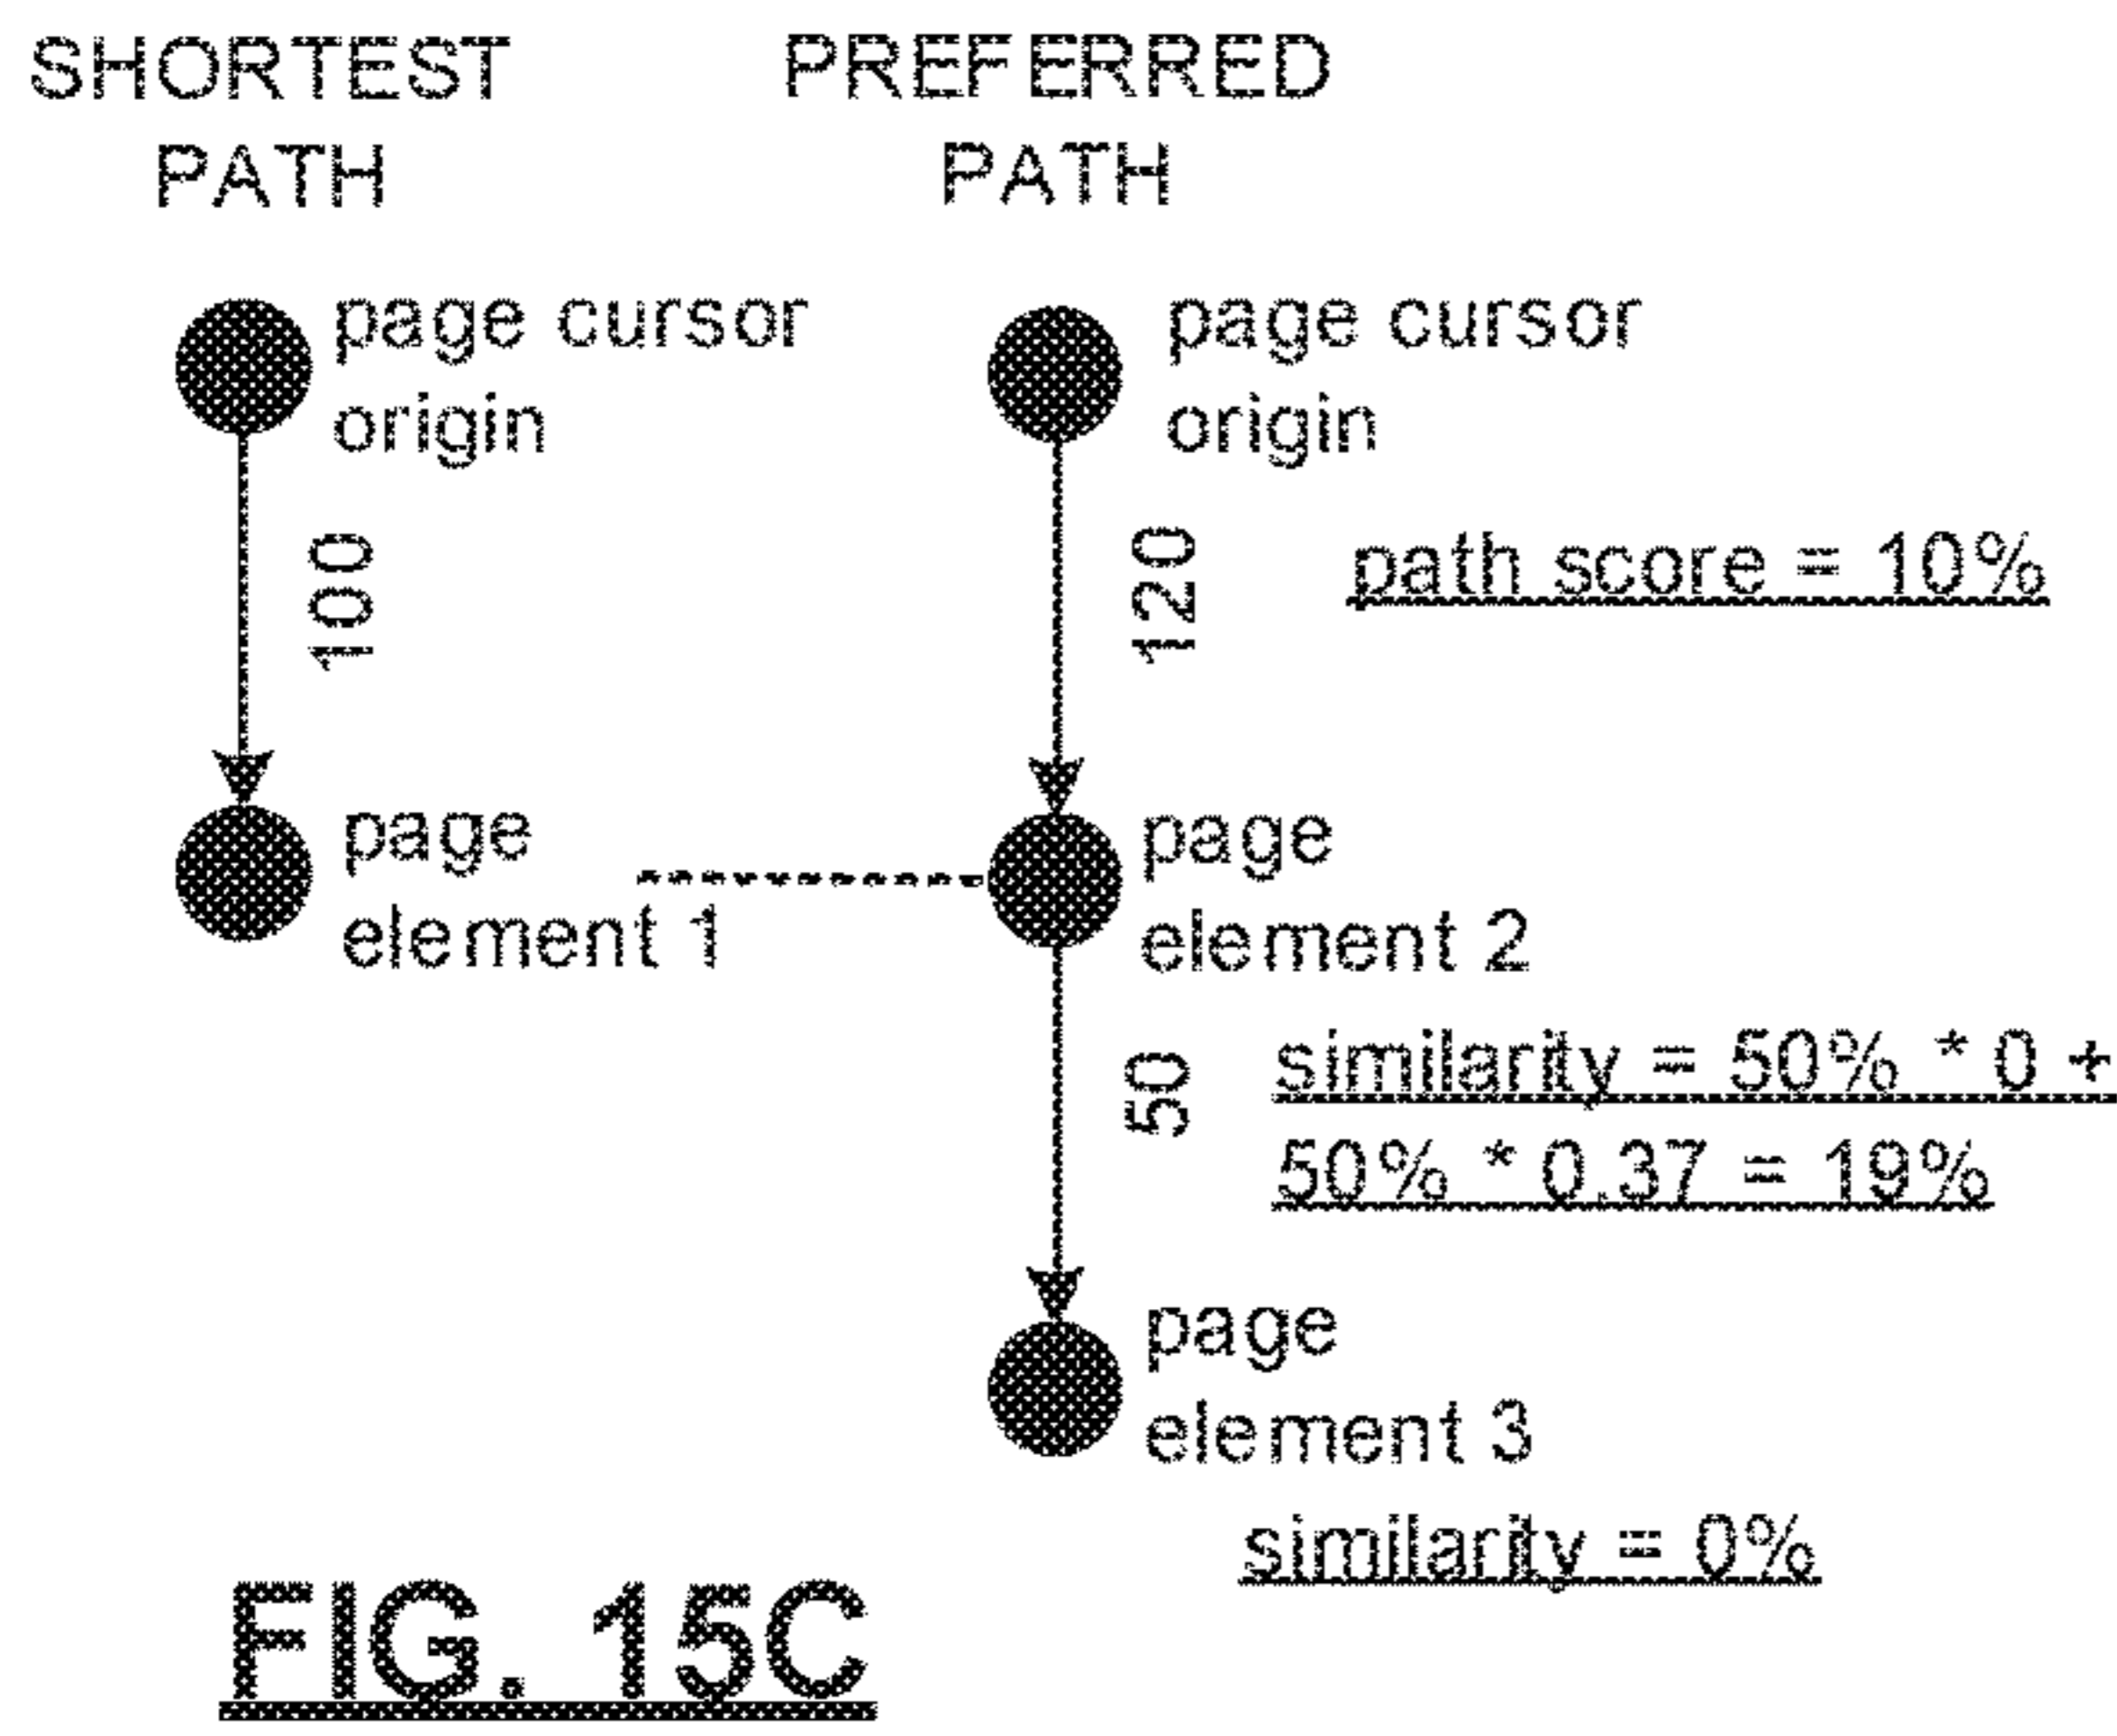 SHORTEST
PATH
PREFERRED
PATH
page cursor
origin
page cursor
origin
100
120
path score = 10%
page
element 1
page
element 2
50
similarity = 50% * 0 +
50% * 0.37 = 19%
page
element 3
similarity = 0%
FIG. 15C